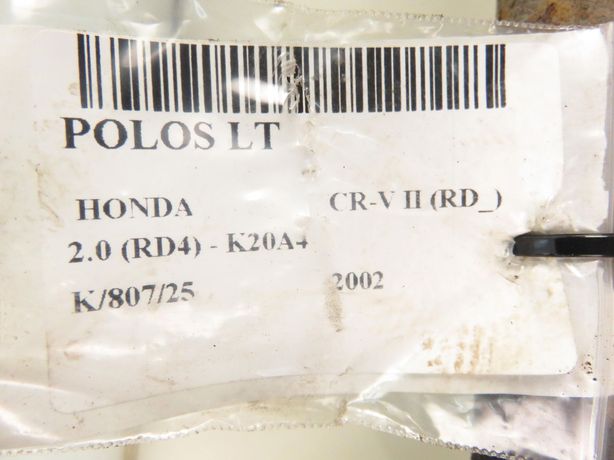 POLOS LT
HONDA CR-V II (RD_)
2.0 (RD4) - K20A4
K/807/25 2002